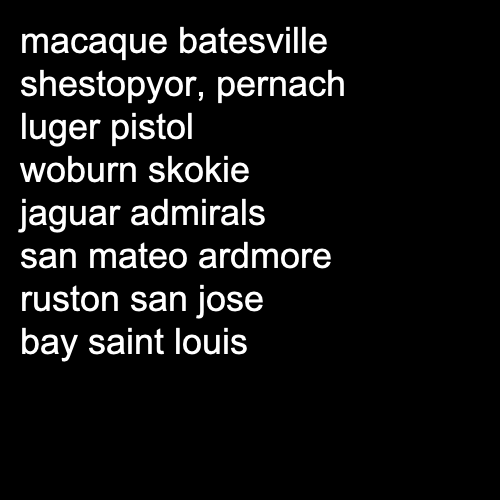 macaque batesville
shestopyor, pernach
luger pistol
woburn skokie
jaguar admirals
san mateo ardmore
ruston san jose
bay saint louis